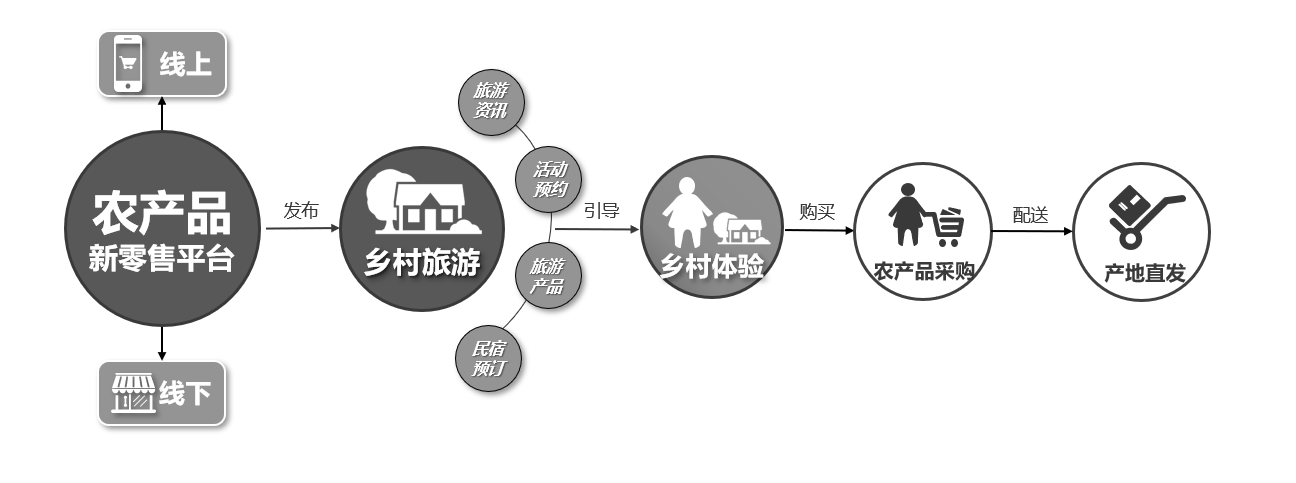 线上
农产品
新零售平台
线下
发布
乡村旅游
旅游
资讯
活动
预约
旅游
产品
民宿
预订
引导
乡村体验
购买
农产品采购
配送
产地直发